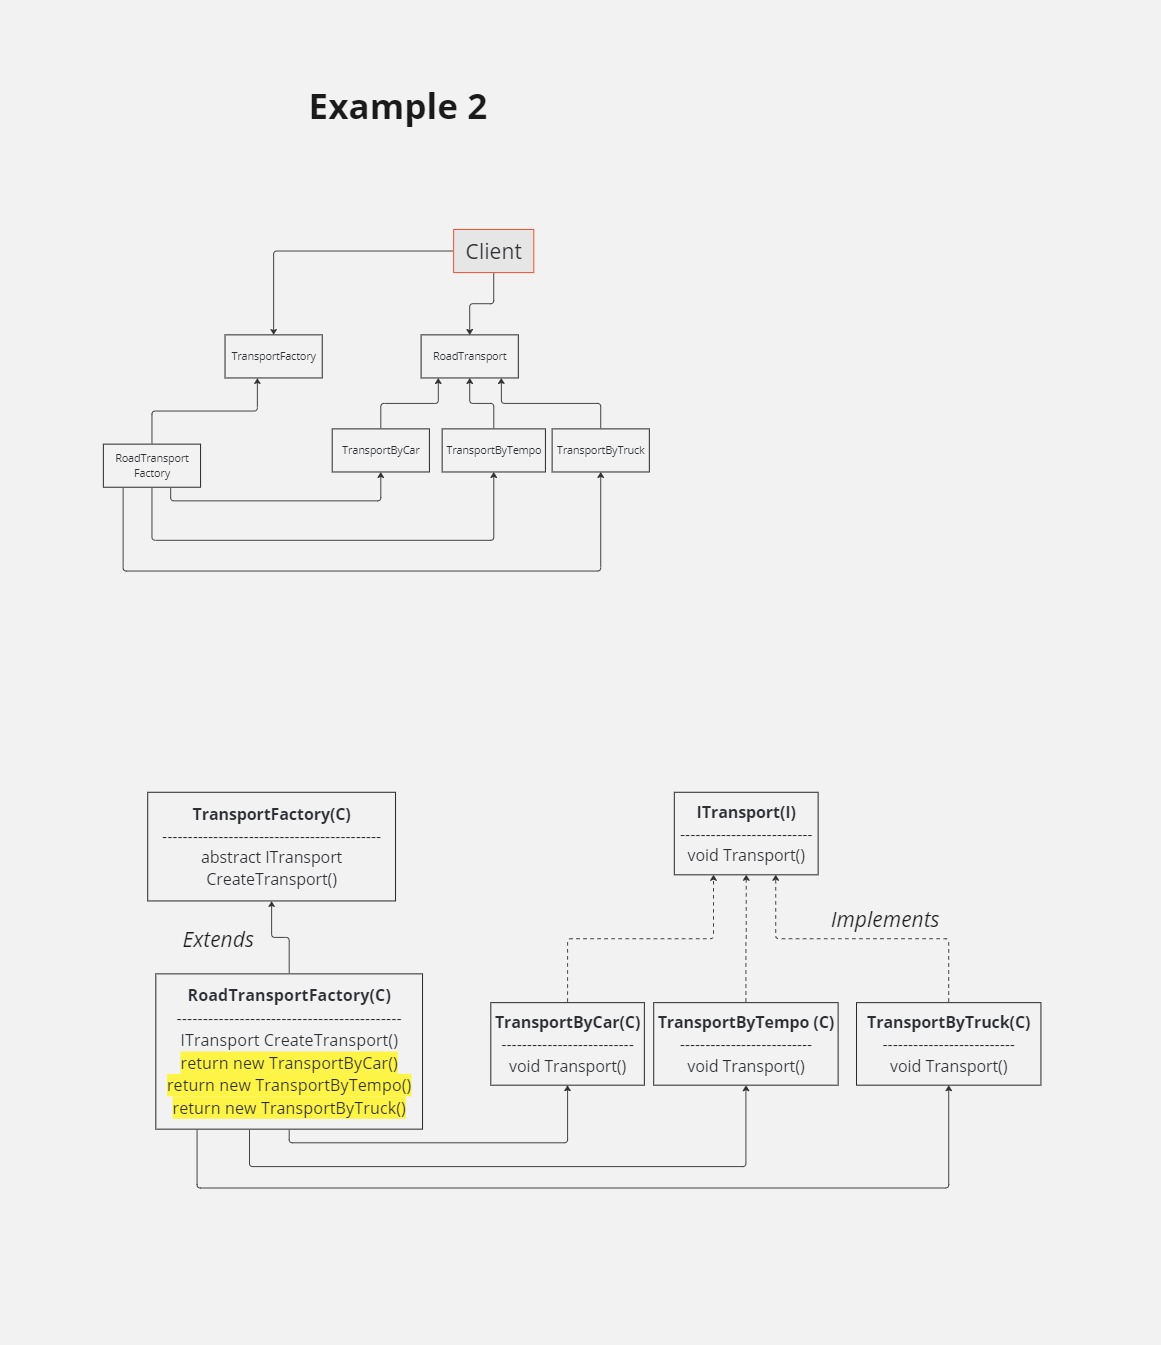 Example 2
Client
TransportFactory
RoadTransport
RoadTransport
Factory
TransportByCar
TransportByTempo
TransportByTruck
TransportFactory(C)
-------------------------------------------
abstract ITransport
CreateTransport()
Extends
RoadTransportFactory(C)
--------------------------------------------
ITransport CreateTransport()
return new TransportByCar()
return new TransportByTempo()
return new TransportByTruck()
ITransport(I)
--------------------------
void Transport()
Implements
TransportByCar(C)
--------------------------
void Transport()
TransportByTempo (C)
--------------------------
void Transport()
TransportByTruck(C)
--------------------------
void Transport()